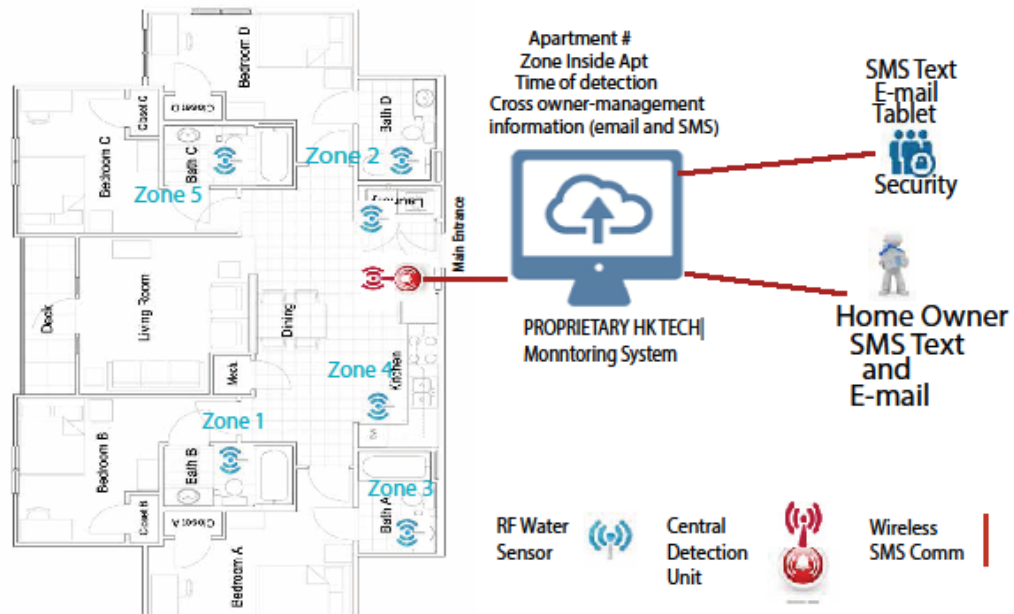 Bedroom D
Closet D
Closet C
Bedroom C
Bath C
Bath D
Zone 2
Zone 5
Laundry
Main Entrance
Deck
Living Room
Dining
Mech.
Zone 4
Kitchen
Zone 1
Bedroom B
Bath B
Closet B
Closet A
Zone 3
Bath A
Bedroom A
Apartment #
Zone Inside Apt
Time of detection
Cross owner-management
information (email and SMS)
PROPRIETARY HK TECH|
Monntoring System
SMS Text
E-mail
Tablet
Security
Home Owner
SMS Text
and
E-mail
RF Water
Sensor
Central
Detection
Unit
Wireless
SMS Comm